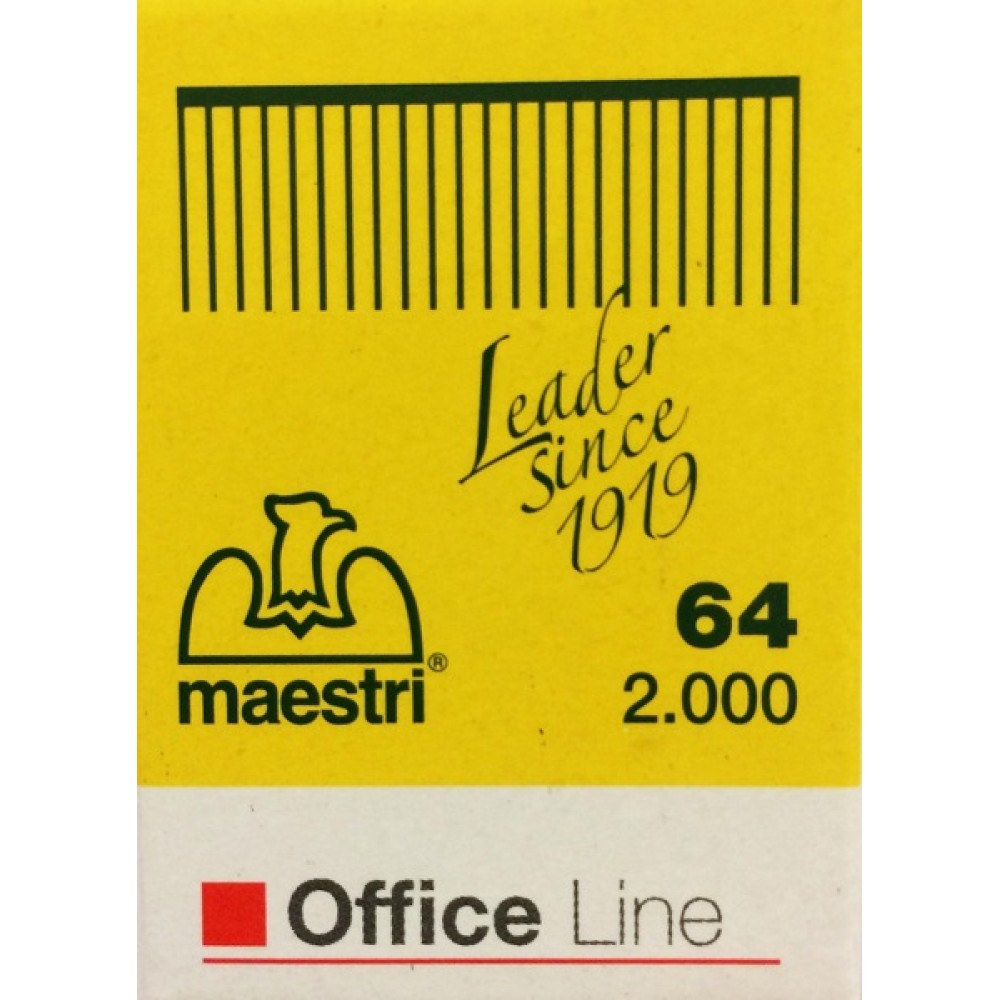 Leader
since
1919
64
maestri®
2.000
Office Line